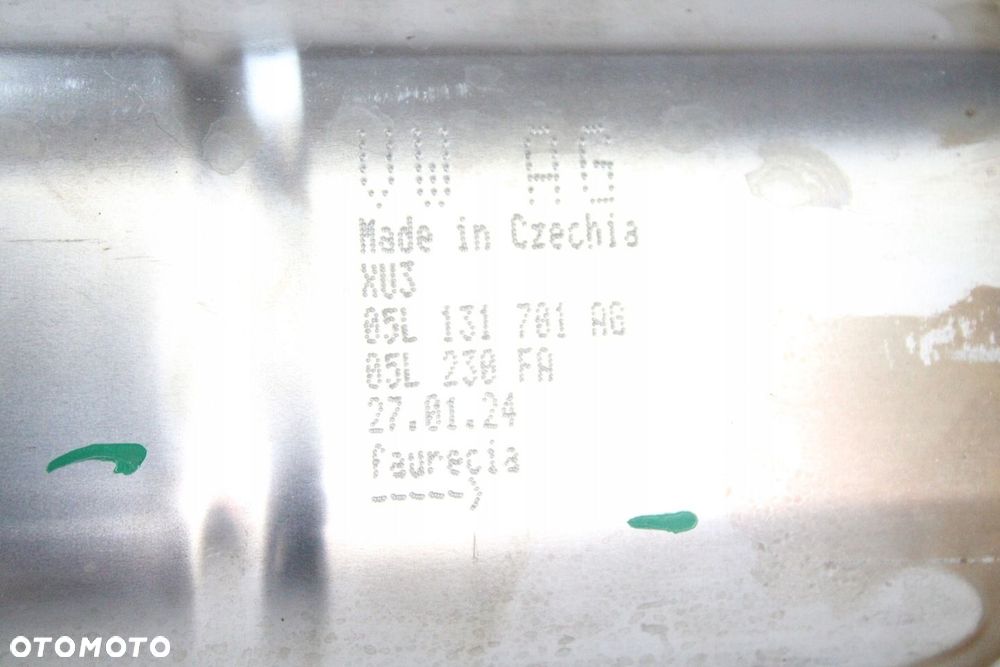 VW AG
Made in Czechia
XU3
05L 131 701 AG
05L 230 FA
27.01.24
Faurecia
OTOMOTO